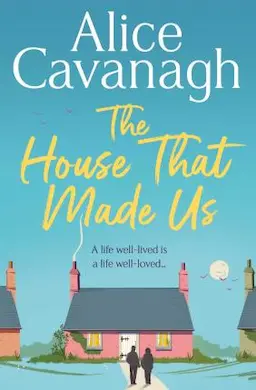 Alice
Cavanagh
The
House That
Made Us
A life well-lived is
a life well-loved...